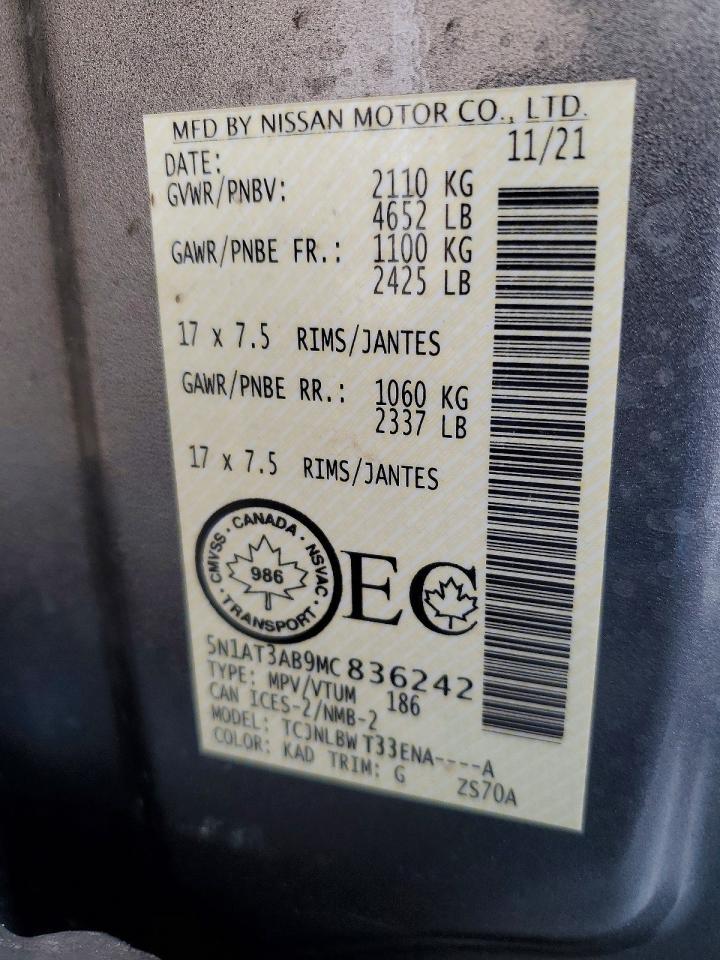 MFD BY NISSAN MOTOR CO., LTD.
DATE: 11/21
GVWR/PNBV: 2110 KG
4652 LB
GAWR/PNBE FR.: 1100 KG
2425 LB
17 x 7.5 RIMS/JANTES
GAWR/PNBE RR.: 1060 KG
2337 LB
17 x 7.5 RIMS/JANTES
CMVSS · CANADA · NSVAC · TRANSPORT ·
986
EC
5N1AT3AB9MC836242
TYPE: MPV/VTUM 186
CAN ICES-2/NMB-2
MODEL: TCJNLBWT33ENA----A
COLOR: KAD TRIM: G ZS70A